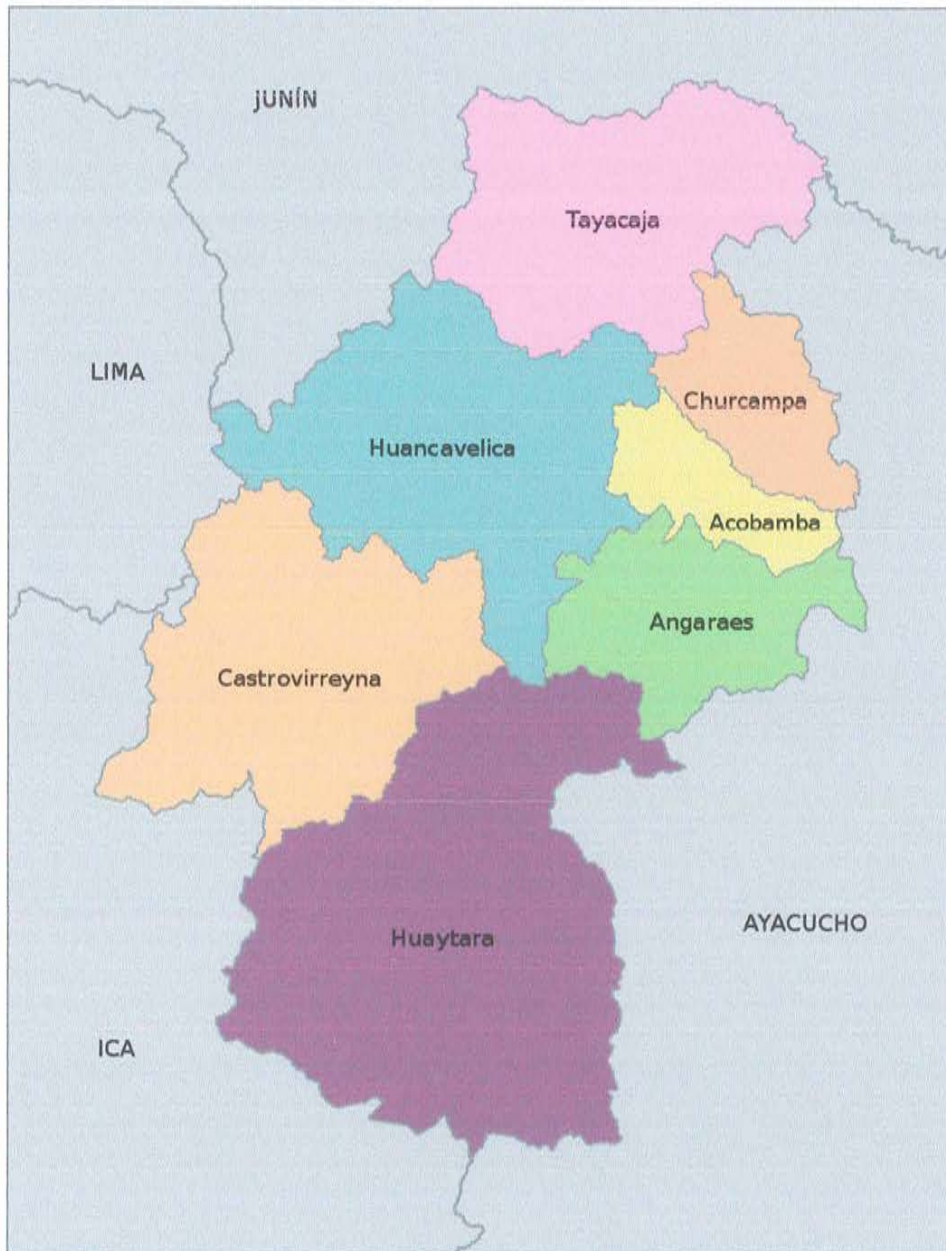 JUNÍN
Tayacaja
LIMA
Churcampa
Huancavelica
Acobamba
Angaraes
Castrovirreyna
AYACUCHO
Huaytara
ICA